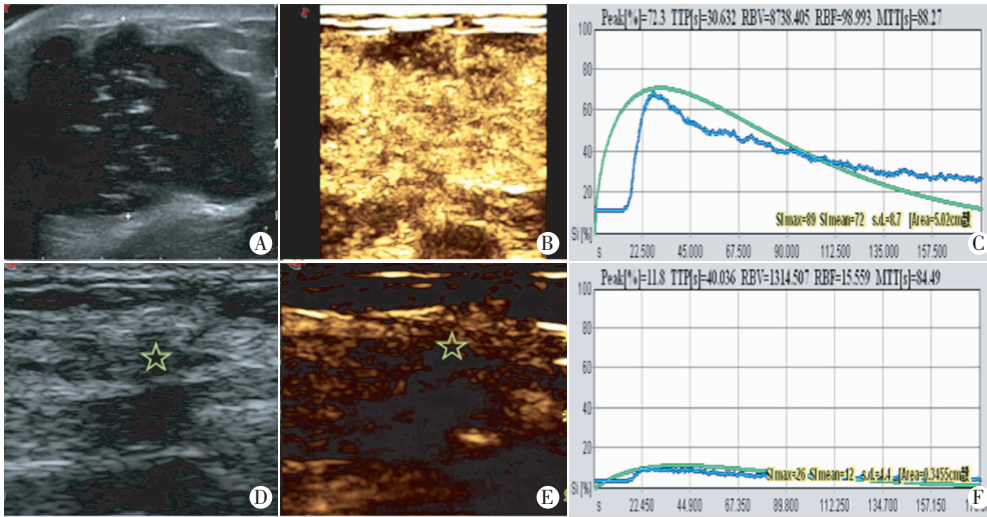 A
B
Peak[%]=72.3 TTP[s]=30.632 RBV=8738.405 RBF=98.993 MTT[s]=88.27
100
80
60
40
20
SImax=89 SImean=72 s.d.=8.7 [Area=5.02cm²]
SI [%]
s 22.500 45.000 67.500 90.000 112.500 135.000 157.500
C
D
E
Peak[%]=11.8 TTP[s]=40.036 RBV=1314.507 RBF=15.559 MTT[s]=84.49
100
80
60
40
20
SImax=26 SImean=12 s.d.=4.4 [Area=0.3455cm²]
SI [%]
s 22.450 44.900 67.350 89.800 112.250 134.700 157.150
F